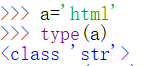 >>> a='html'
>>> type(a)
<class 'str'>